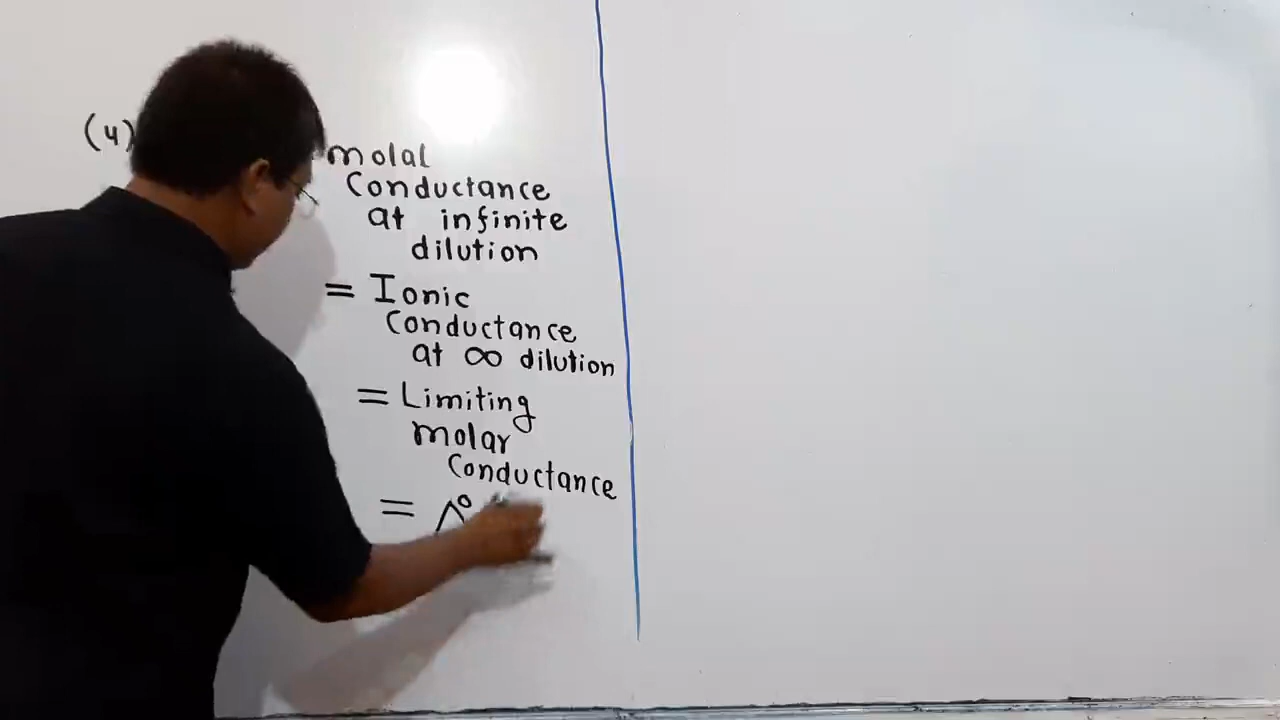 (4) molal
Conductance
at infinite
dilution
= Ionic
Conductance
at ∞ dilution
= Limiting
molar
Conductance
= Λ°